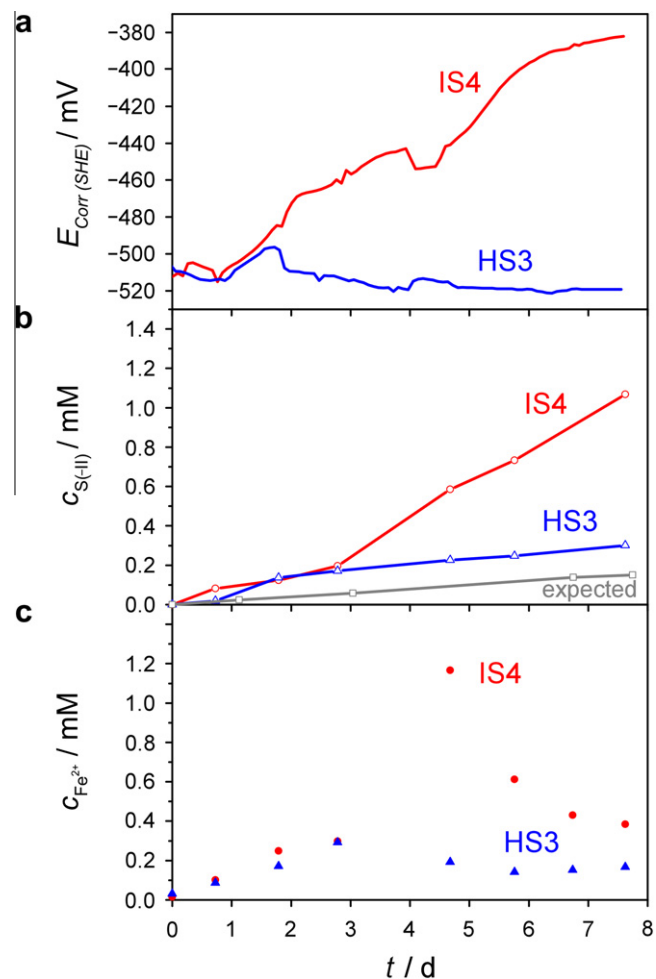 a
−380
−400
−420
−440
−460
−480
−500
−520
E_Corr (SHE) / mV
IS4
HS3
b
1.4
1.2
1.0
0.8
0.6
0.4
0.2
0.0
c_S(-II) / mM
IS4
HS3
expected
c
1.2
1.0
0.8
0.6
0.4
0.2
0.0
c_Fe²⁺ / mM
IS4
HS3
0 1 2 3 4 5 6 7 8
t / d